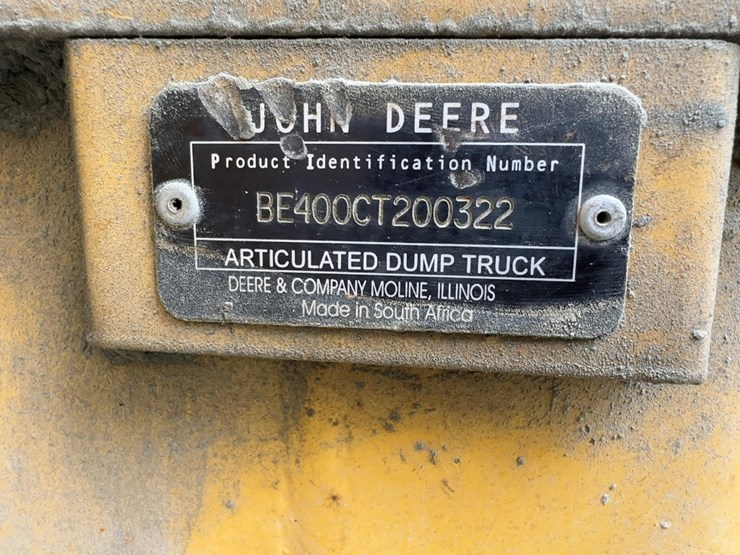 JOHN DEERE
Product Identification Number
BE400CT200322
ARTICULATED DUMP TRUCK
DEERE & COMPANY MOLINE, ILLINOIS
Made in South Africa